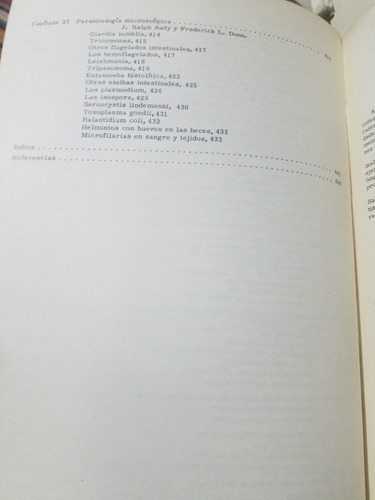 Capítulo 37 Parasitología microscópica
J. Ralph Audy y Frederick L. Dunn.
Giardia lamblia, 414
Tricomonas, 415
Otros flagelados intestinales, 417
Los hemoflagelados, 417
Leishmania, 418
Tripanosoma, 419
Entamoeba histolítica, 422
Otras amibas intestinales, 425
Los plasmodium, 426
Las isospora, 429
Sarcocystis lindemanni, 430
Toxoplasma gondii, 431
Balantidium coli, 432
Helmintos con huevos en las heces, 433
Microfilarias en sangre y tejidos, 433
Indice
Referencias